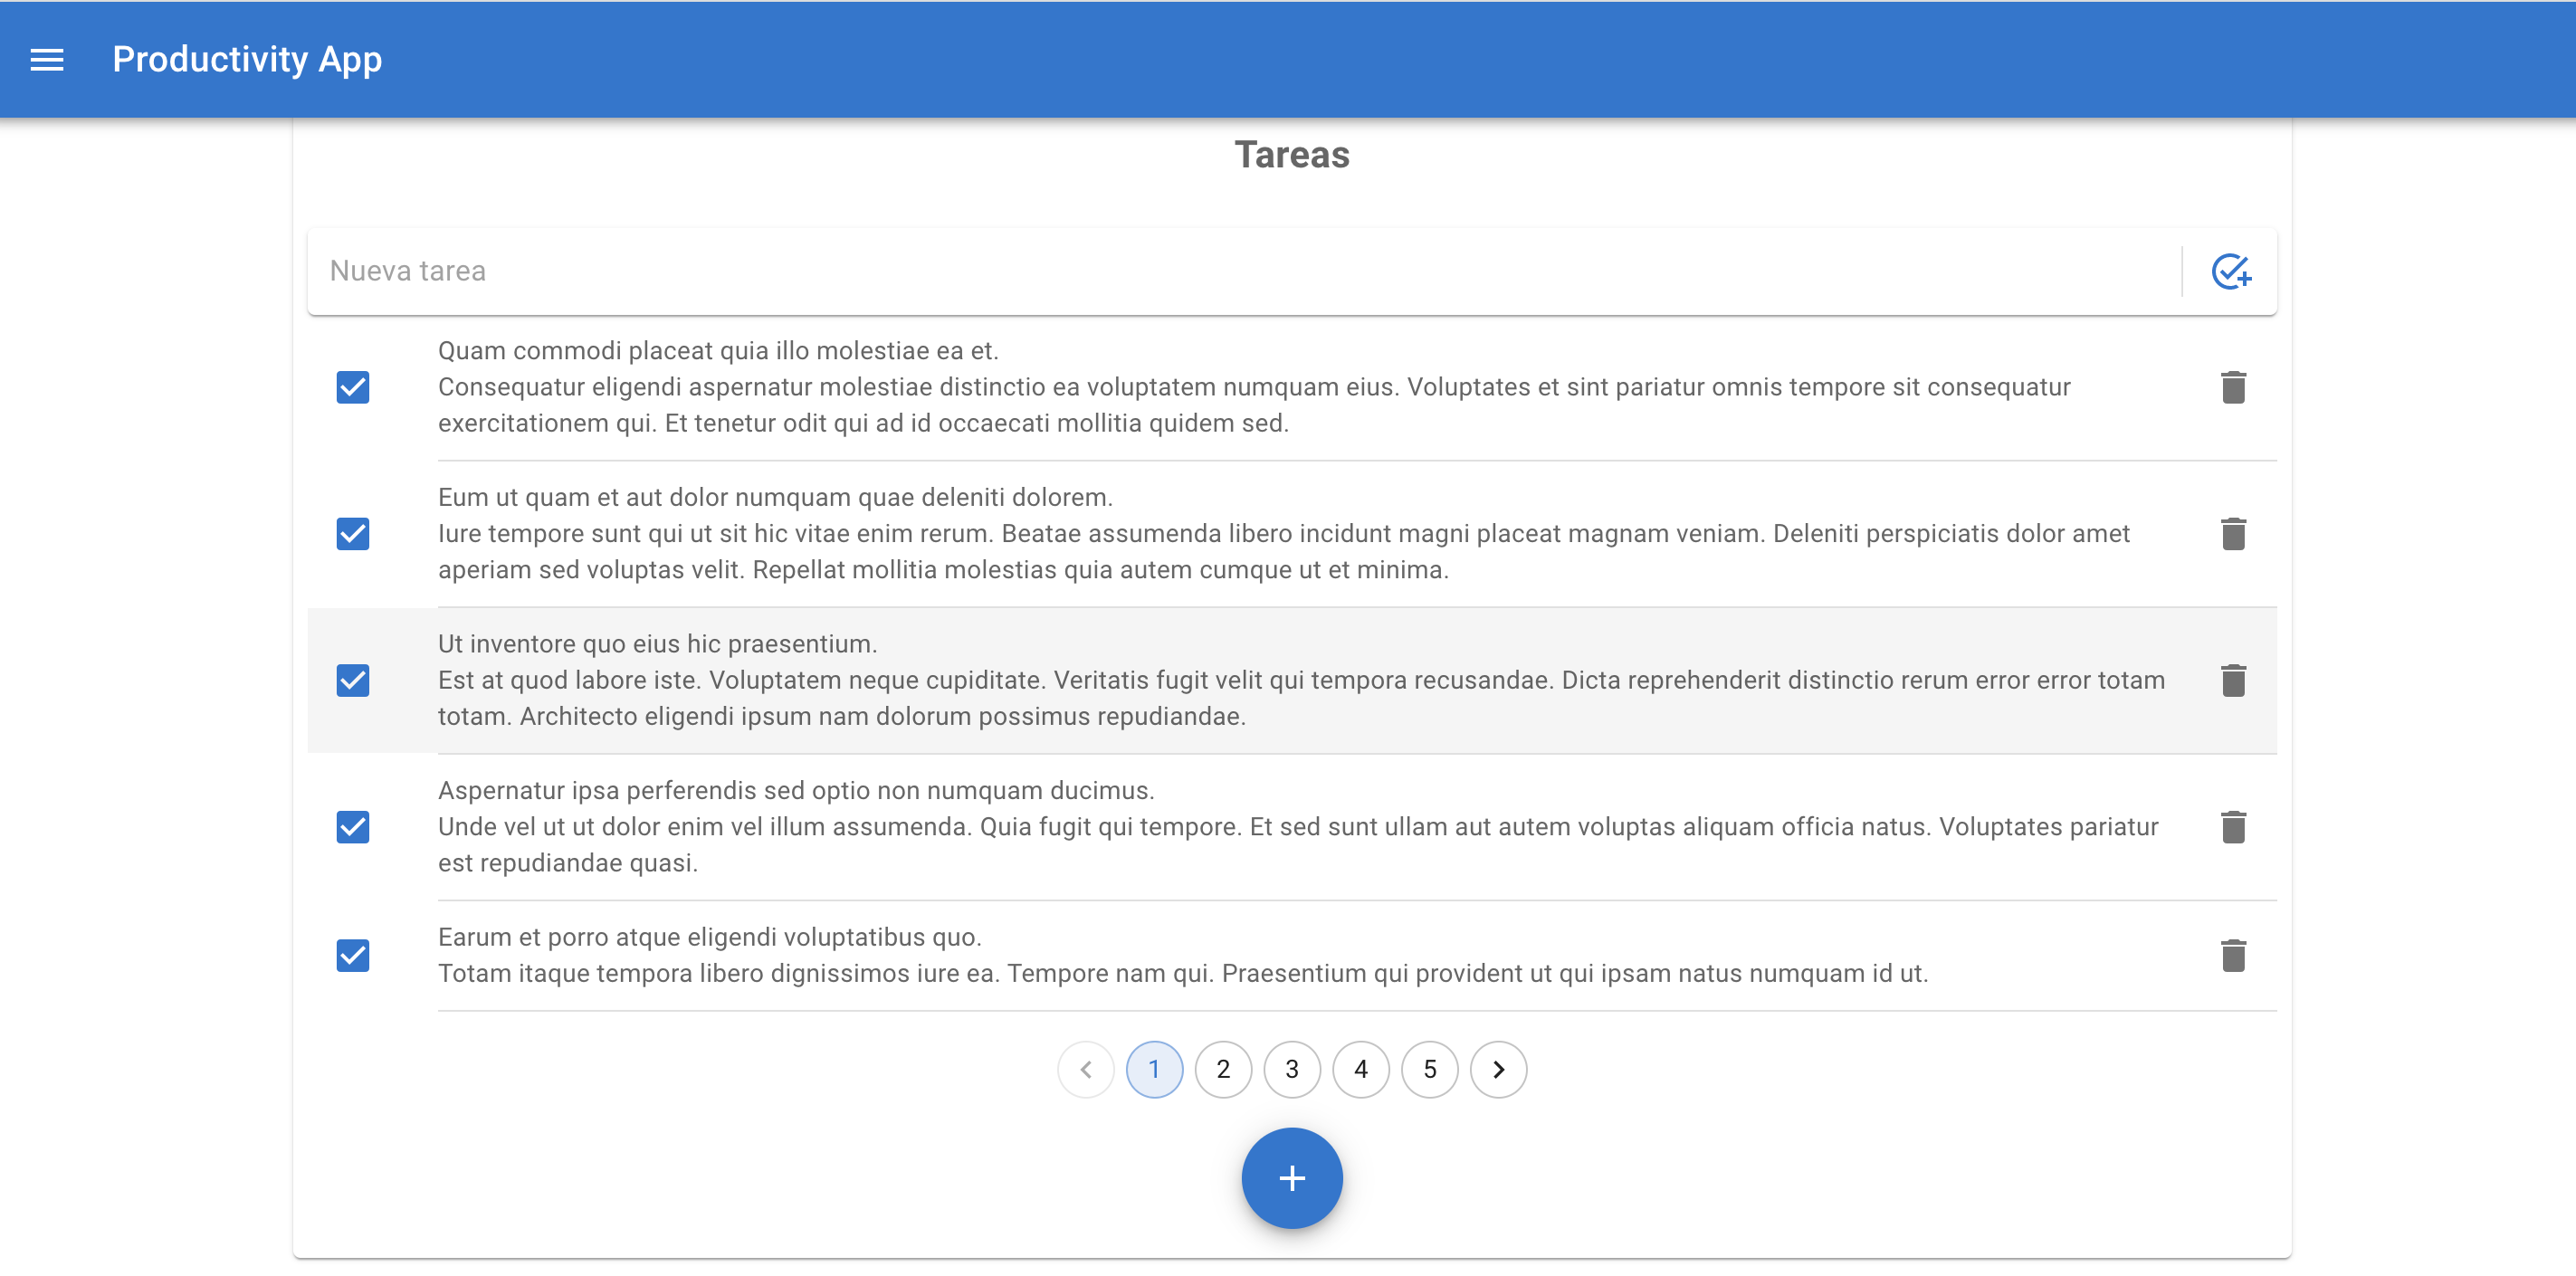 Productivity App
Tareas
Nueva tarea
Quam commodi placeat quia illo molestiae ea et.
Consequatur eligendi aspernatur molestiae distinctio ea voluptatem numquam eius. Voluptates et sint pariatur omnis tempore sit consequatur
exercitationem qui. Et tenetur odit qui ad id occaecati mollitia quidem sed.
Eum ut quam et aut dolor numquam quae deleniti dolorem.
Iure tempore sunt qui ut sit hic vitae enim rerum. Beatae assumenda libero incidunt magni placeat magnam veniam. Deleniti perspiciatis dolor amet
aperiam sed voluptas velit. Repellat mollitia molestias quia autem cumque ut et minima.
Ut inventore quo eius hic praesentium.
Est at quod labore iste. Voluptatem neque cupiditate. Veritatis fugit velit qui tempora recusandae. Dicta reprehenderit distinctio rerum error error totam
totam. Architecto eligendi ipsum nam dolorum possimus repudiandae.
Aspernatur ipsa perferendis sed optio non numquam ducimus.
Unde vel ut ut dolor enim vel illum assumenda. Quia fugit qui tempore. Et sed sunt ullam aut autem voluptas aliquam officia natus. Voluptates pariatur
est repudiandae quasi.
Earum et porro atque eligendi voluptatibus quo.
Totam itaque tempora libero dignissimos iure ea. Tempore nam qui. Praesentium qui provident ut qui ipsam natus numquam id ut.
1 2 3 4 5